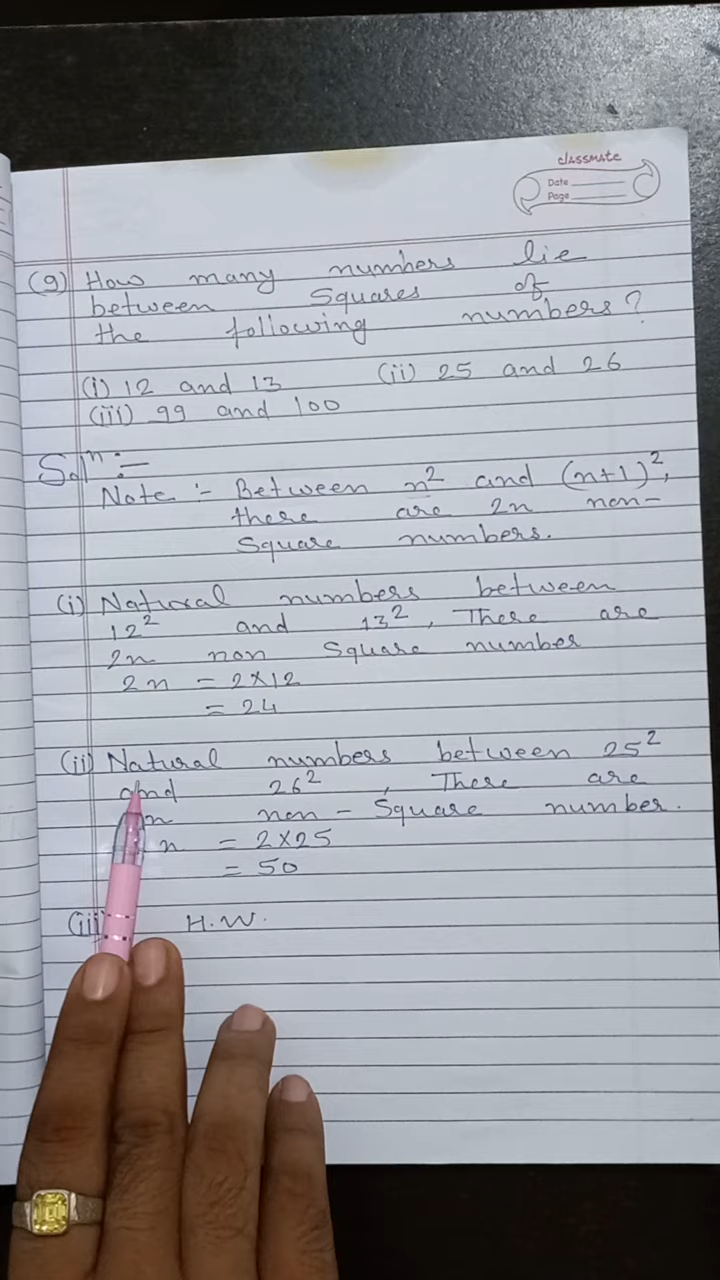 classmate
Date
Page
(9) How many numbers lie
between squares of
the following numbers?
(i) 12 and 13 (ii) 25 and 26
(iii) 99 and 100
Solⁿ :-
Note :- Between n² and (n+1)²,
there are 2n non-
square numbers.
(i) Natural numbers between
12² and 13², There are
2n non square number
2n = 2×12
= 24
(ii) Natural numbers between 25²
and 26², There are
n non-square number.
n = 2×25
= 50
(iii) H.W.